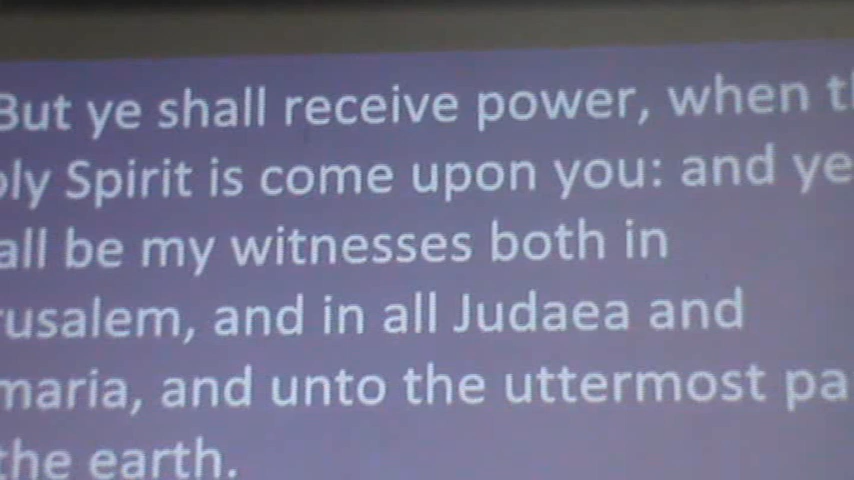 But ye shall receive power, when th
oly Spirit is come upon you: and ye
all be my witnesses both in
rusalem, and in all Judaea and
maria, and unto the uttermost pa
the earth.